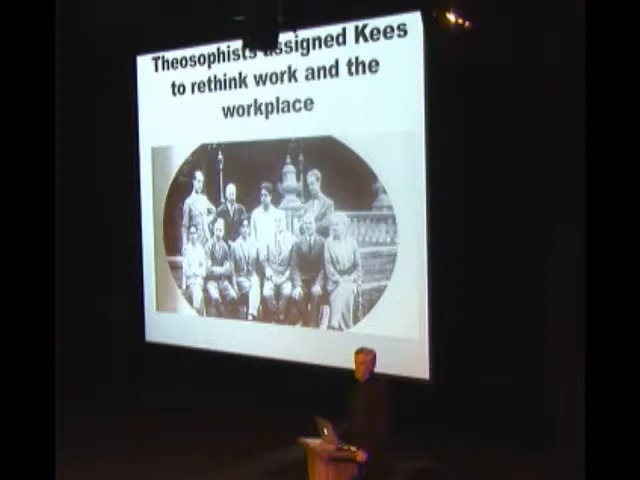 Theosophists assigned Kees
to rethink work and the
workplace